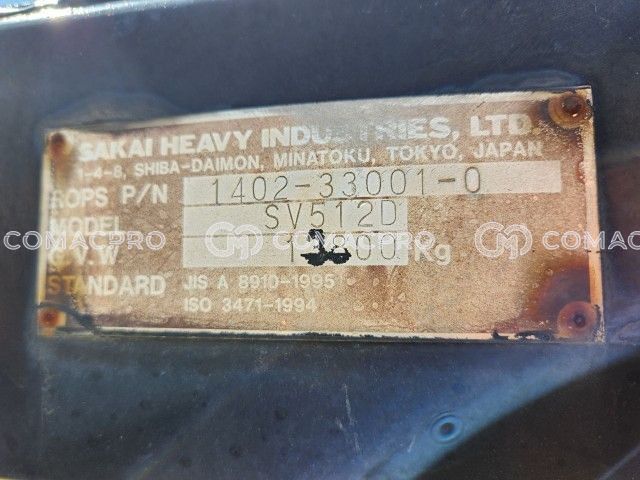 SAKAI HEAVY INDUSTRIES, LTD.
1-4-8, SHIBA-DAIMON, MINATOKU, TOKYO, JAPAN
ROPS P/N 1402-33001-0
MODEL SV512D
G.V.W Kg
STANDARD JIS A 8910-1995
ISO 3471-1994
COMACPRO COMACPRO COMACPRO